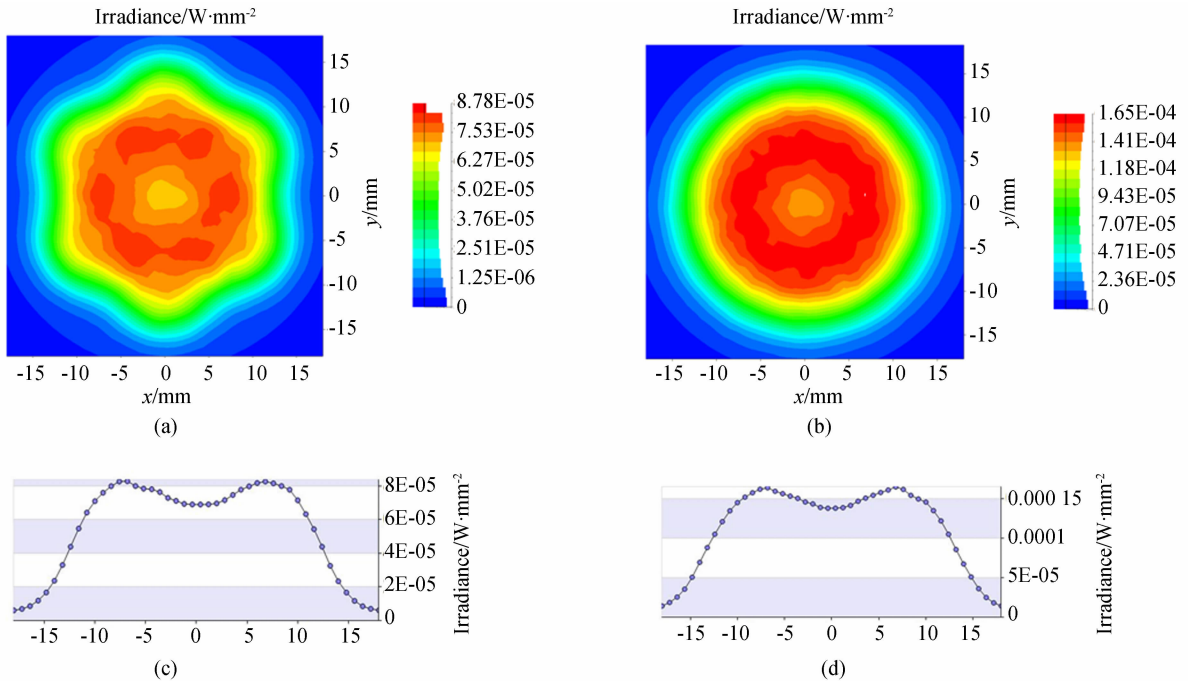 Irradiance/W·mm-2
15
10
5
0
-5
-10
-15
y/mm
-15 -10 -5 0 5 10 15
x/mm
8.78E-05
7.53E-05
6.27E-05
5.02E-05
3.76E-05
2.51E-05
1.25E-06
0
(a)
Irradiance/W·mm-2
15
10
5
0
-5
-10
-15
y/mm
-15 -10 -5 0 5 10 15
x/mm
1.65E-04
1.41E-04
1.18E-04
9.43E-05
7.07E-05
4.71E-05
2.36E-05
0
(b)
8E-05
6E-05
4E-05
2E-05
0
Irradiance/W·mm-2
-15 -10 -5 0 5 10 15
(c)
0.000 15
0.0001
5E-05
0
Irradiance/W·mm-2
-15 -10 -5 0 5 10 15
(d)